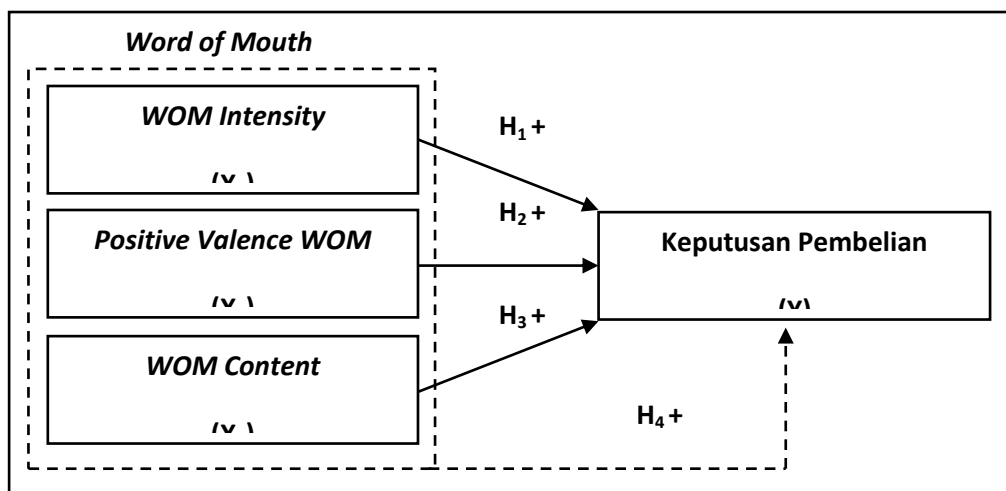 Word of Mouth
WOM Intensity
H1 +
H2 +
Positive Valence WOM
Keputusan Pembelian
H3 +
WOM Content
H4 +